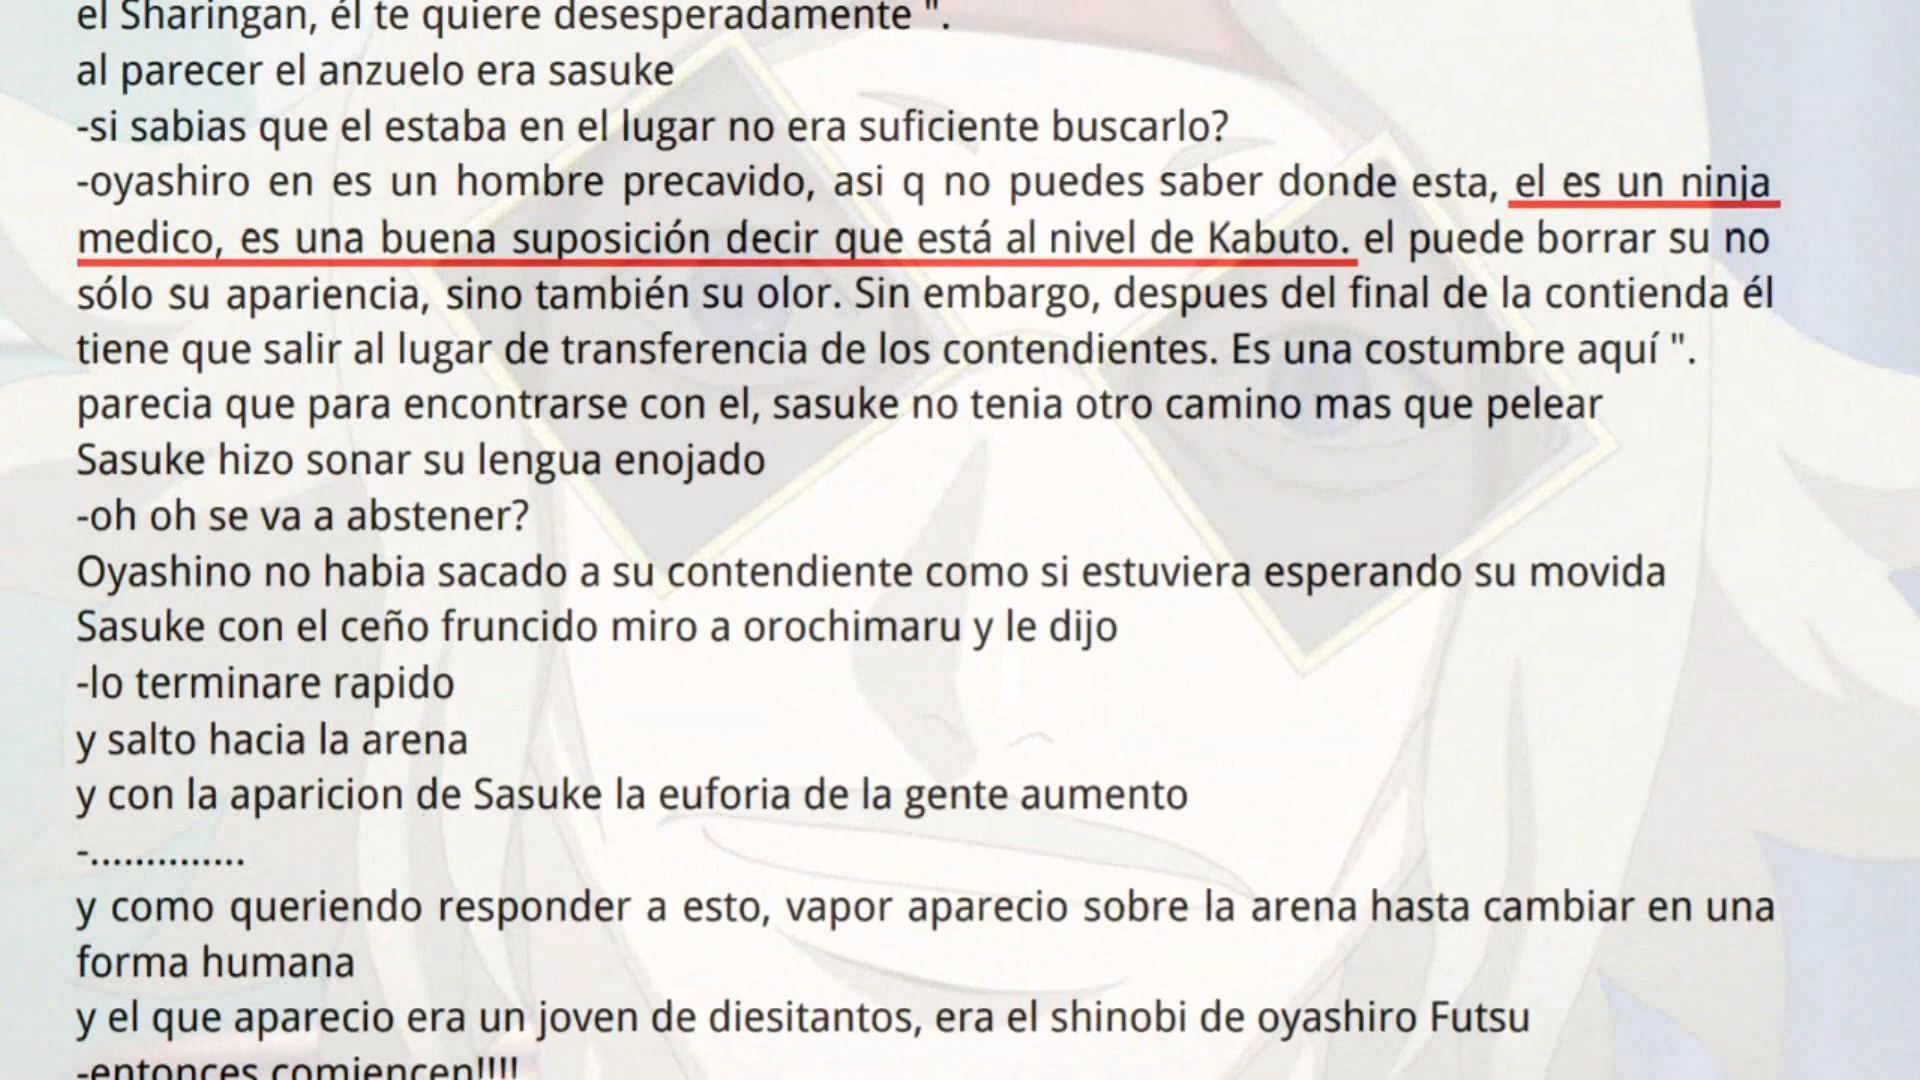 el Sharingan, él te quiere desesperadamente ".
al parecer el anzuelo era sasuke
-si sabias que el estaba en el lugar no era suficiente buscarlo?
-oyashiro en es un hombre precavido, asi q no puedes saber donde esta, el es un ninja
medico, es una buena suposición decir que está al nivel de Kabuto. el puede borrar su no
sólo su apariencia, sino también su olor. Sin embargo, despues del final de la contienda él
tiene que salir al lugar de transferencia de los contendientes. Es una costumbre aquí ".
parecia que para encontrarse con el, sasuke no tenia otro camino mas que pelear
Sasuke hizo sonar su lengua enojado
-oh oh se va a abstener?
Oyashino no habia sacado a su contendiente como si estuviera esperando su movida
Sasuke con el ceño fruncido miro a orochimaru y le dijo
-lo terminare rapido
y salto hacia la arena
y con la aparicion de Sasuke la euforia de la gente aumento
-..............
y como queriendo responder a esto, vapor aparecio sobre la arena hasta cambiar en una
forma humana
y el que aparecio era un joven de diesitantos, era el shinobi de oyashiro Futsu
-entonces comiencen!!!!